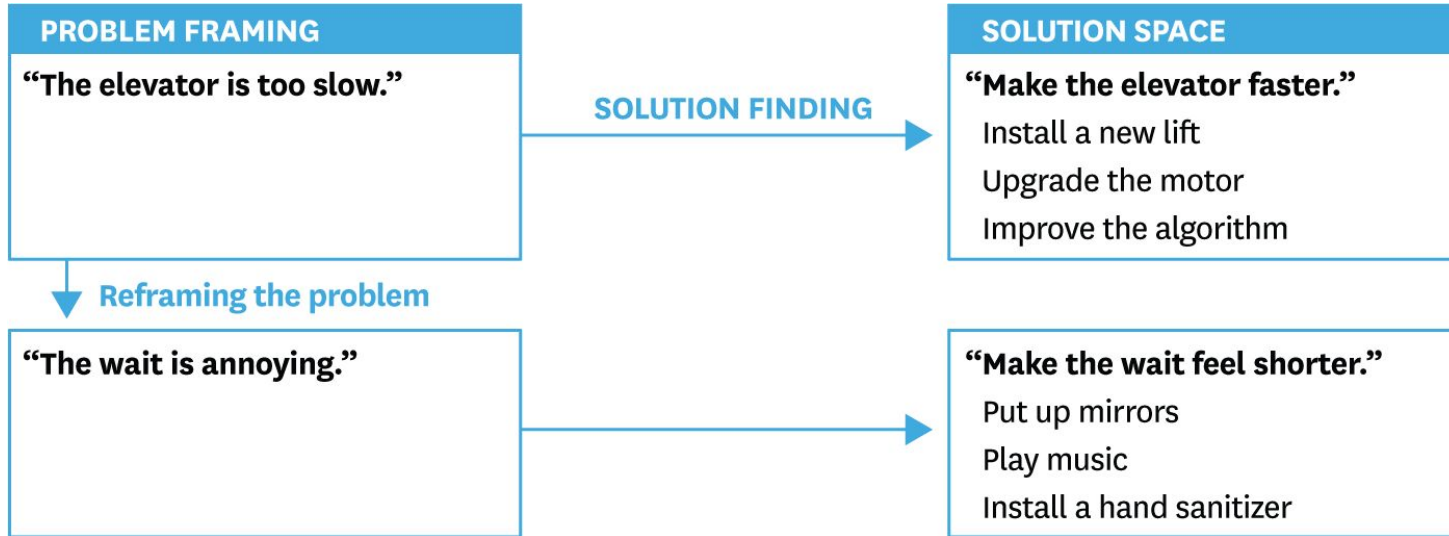 PROBLEM FRAMING
“The elevator is too slow.”
SOLUTION FINDING
SOLUTION SPACE
“Make the elevator faster.”
Install a new lift
Upgrade the motor
Improve the algorithm
Reframing the problem
“The wait is annoying.”
“Make the wait feel shorter.”
Put up mirrors
Play music
Install a hand sanitizer